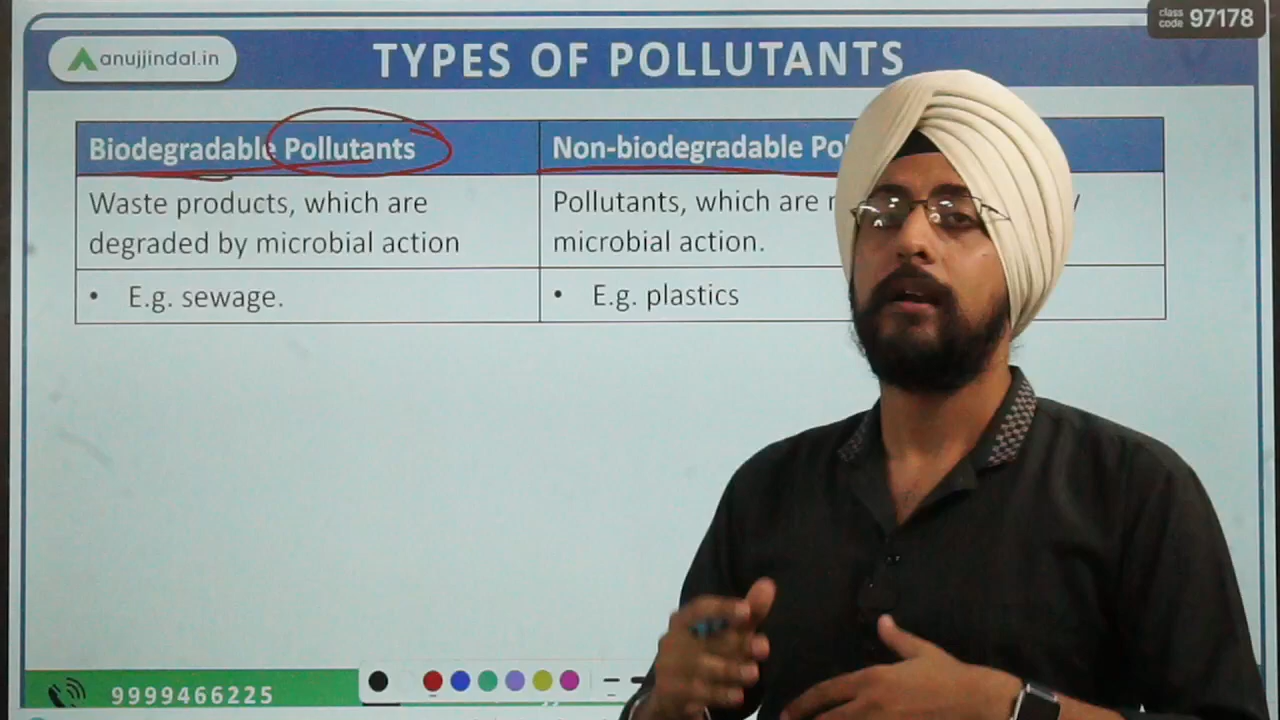 class
code 97178
anujjindal.in
TYPES OF POLLUTANTS
Biodegradable Pollutants
Non-biodegradable Pol
Waste products, which are
degraded by microbial action
Pollutants, which are
microbial action.
• E.g. sewage.
• E.g. plastics
9999466225